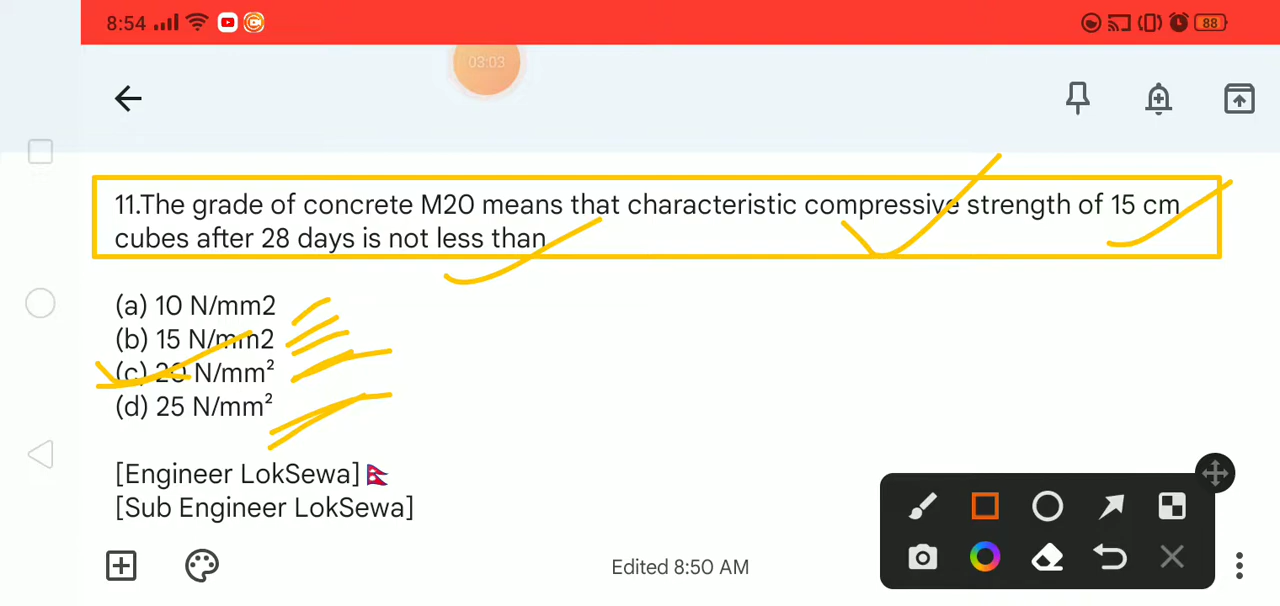 8:54
88
03:03
11.The grade of concrete M20 means that characteristic compressive strength of 15 cm
cubes after 28 days is not less than
(a) 10 N/mm2
(b) 15 N/mm2
(c) 20 N/mm²
(d) 25 N/mm²
[Engineer LokSewa]🇳🇵
[Sub Engineer LokSewa]
Edited 8:50 AM